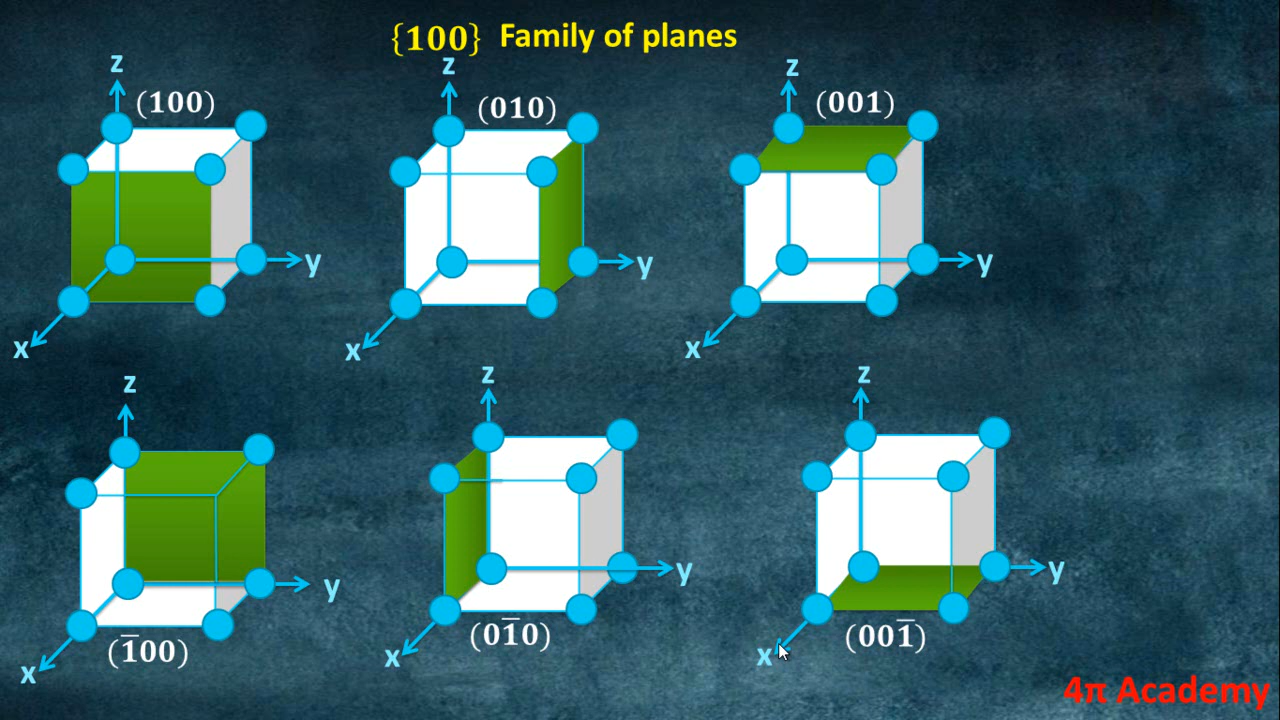 {100} Family of planes
z z z
(100) (010) (001)
y y y
x x x
z z z
y y y
(1̅00) (01̅0) (001̅)
x x x
4π Academy